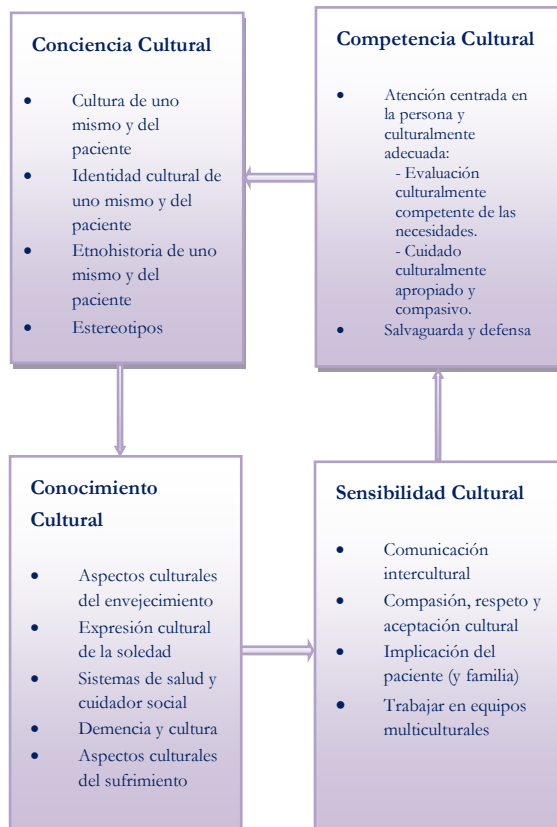 Conciencia Cultural
• Cultura de uno
mismo y del
paciente
• Identidad cultural de
uno mismo y del
paciente
• Etnohistoria de uno
mismo y del
paciente
• Estereotipos
Competencia Cultural
• Atención centrada en
la persona y
culturalmente
adecuada:
- Evaluación
culturalmente
competente de las
necesidades.
- Cuidado
culturalmente
apropiado y
compasivo.
• Salvaguarda y defensa
Conocimiento
Cultural
• Aspectos culturales
del envejecimiento
• Expresión cultural
de la soledad
• Sistemas de salud y
cuidador social
• Demencia y cultura
• Aspectos culturales
del sufrimiento
Sensibilidad Cultural
• Comunicación
intercultural
• Compasión, respeto y
aceptación cultural
• Implicación del
paciente (y familia)
• Trabajar en equipos
multiculturales